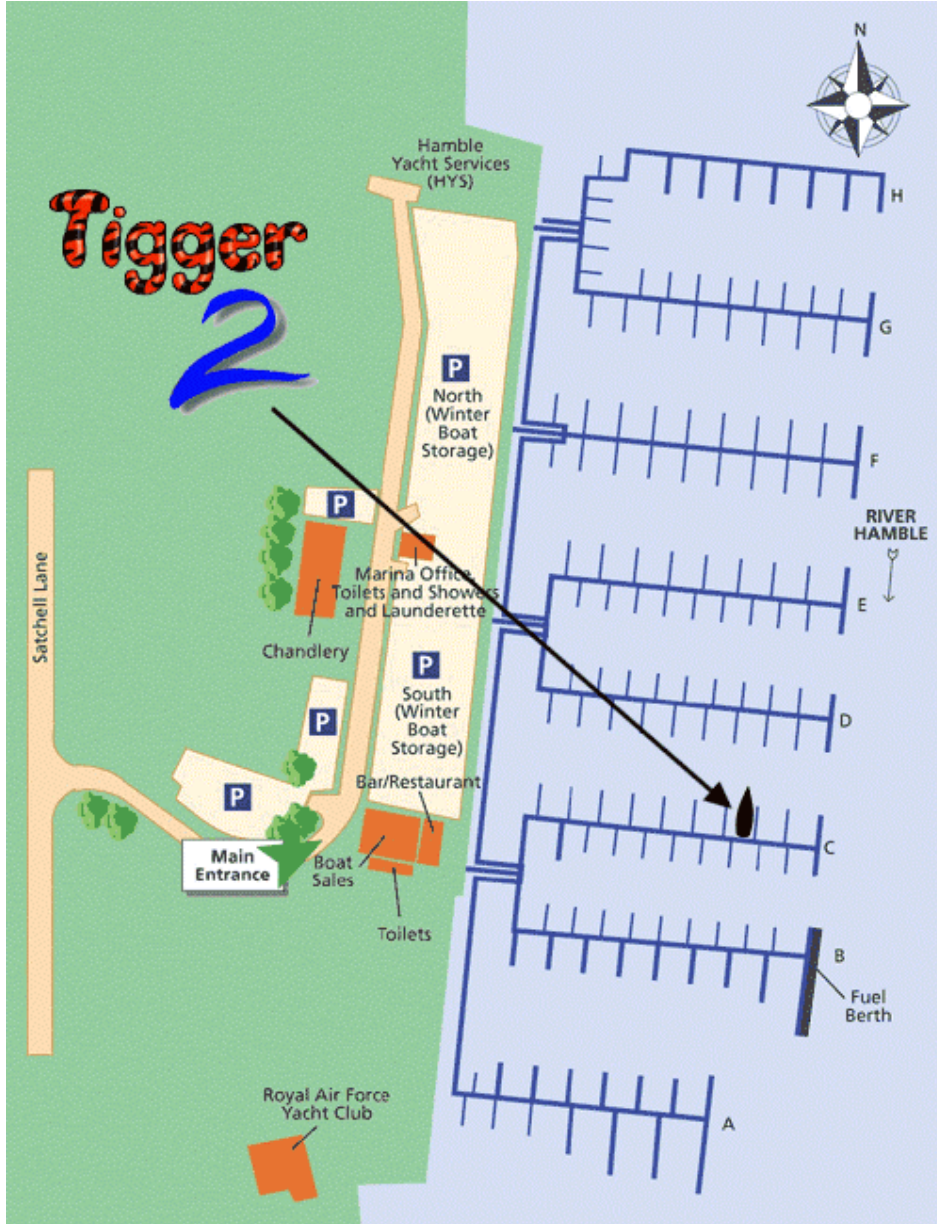 N
Hamble
Yacht Services
(HYS)
H
Tigger
2
G
P
North
(Winter
Boat
Storage)
F
P
RIVER
HAMBLE
Marina Office,
Toilets and Showers
and Launderette
E
Satchell Lane
Chandlery
P
South
(Winter
Boat
Storage)
P
D
Bar/Restaurant
P
C
Main
Entrance
Boat
Sales
Toilets
B
Fuel
Berth
Royal Air Force
Yacht Club
A